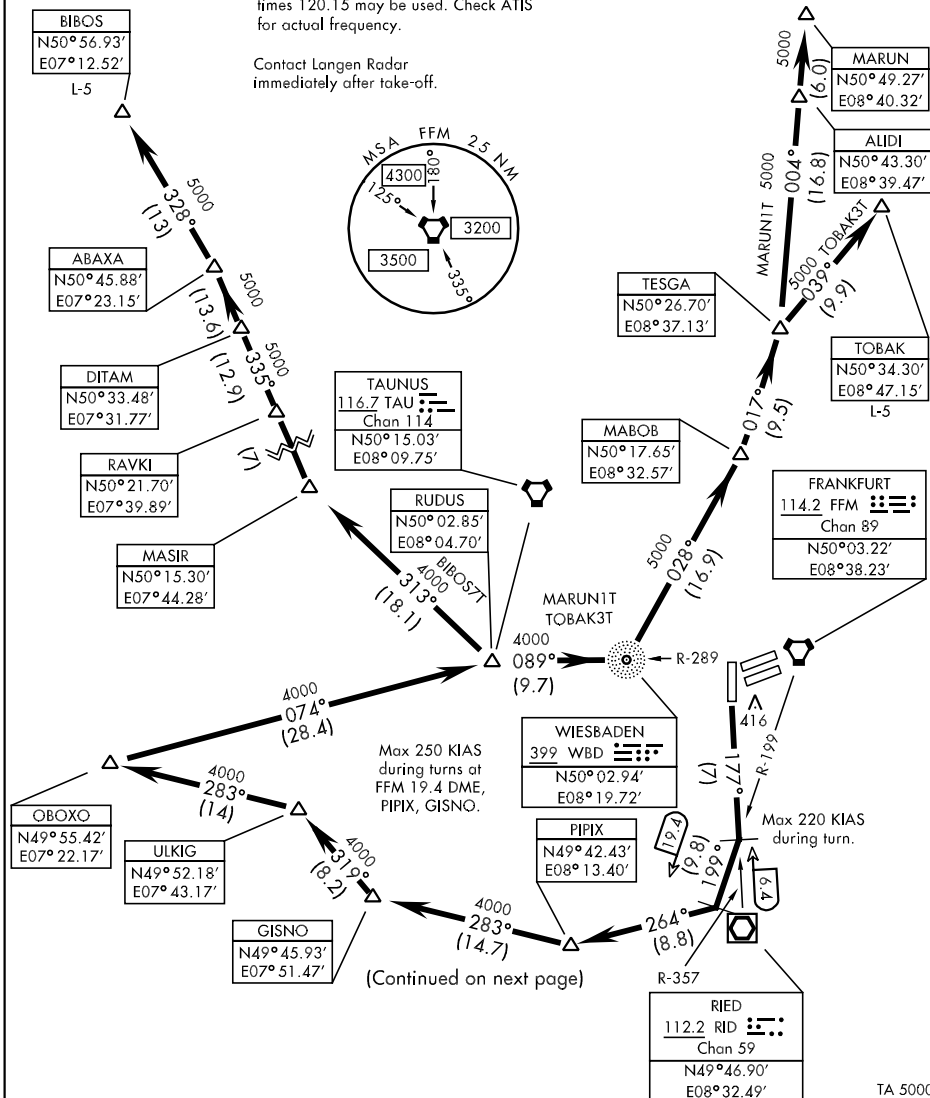 times 120.15 may be used. Check ATIS
for actual frequency.
Contact Langen Radar
immediately after take-off.
BIBOS
N50°56.93'
E07°12.52'
L-5
MSA FFM 25 NM
4300
180°
125°
3200
3500
335°
5000
(6.0)
MARUN
N50°49.27'
E08°40.32'
ALIDI
N50°43.30'
E08°39.47'
5000
328°
(13)
MARUN1T 5000
004°
(16.8)
ABAXA
N50°45.88'
E07°23.15'
5000
(13.6)
5000 TOBAK3T
039°
(9.9)
TESGA
N50°26.70'
E08°37.13'
TOBAK
N50°34.30'
E08°47.15'
L-5
DITAM
N50°33.48'
E07°31.77'
5000
335°
(12.9)
TAUNUS
116.7 TAU
Chan 114
N50°15.03'
E08°09.75'
017°
(9.5)
MABOB
N50°17.65'
E08°32.57'
RAVKI
N50°21.70'
E07°39.89'
(7)
FRANKFURT
114.2 FFM
Chan 89
N50°03.22'
E08°38.23'
RUDUS
N50°02.85'
E08°04.70'
MASIR
N50°15.30'
E07°44.28'
BIBOS7T
4000
313°
(18.1)
5000
028°
(16.9)
MARUN1T
TOBAK3T
4000
089°
(9.7)
R-289
4000
074°
(28.4)
416
R-199
WIESBADEN
399 WBD
N50°02.94'
E08°19.72'
177°
(7)
Max 250 KIAS
during turns at
FFM 19.4 DME,
PIPIX, GISNO.
4000
283°
(14)
OBOXO
N49°55.42'
E07°22.17'
ULKIG
N49°52.18'
E07°43.17'
4000
319°
(8.2)
PIPIX
N49°42.43'
E08°13.40'
Max 220 KIAS
during turn.
19.4
(9.8)
199°
6.4
GISNO
N49°45.93'
E07°51.47'
4000
283°
(14.7)
264°
(8.8)
(Continued on next page)
R-357
RIED
112.2 RID
Chan 59
N49°46.90'
E08°32.49'
TA 5000